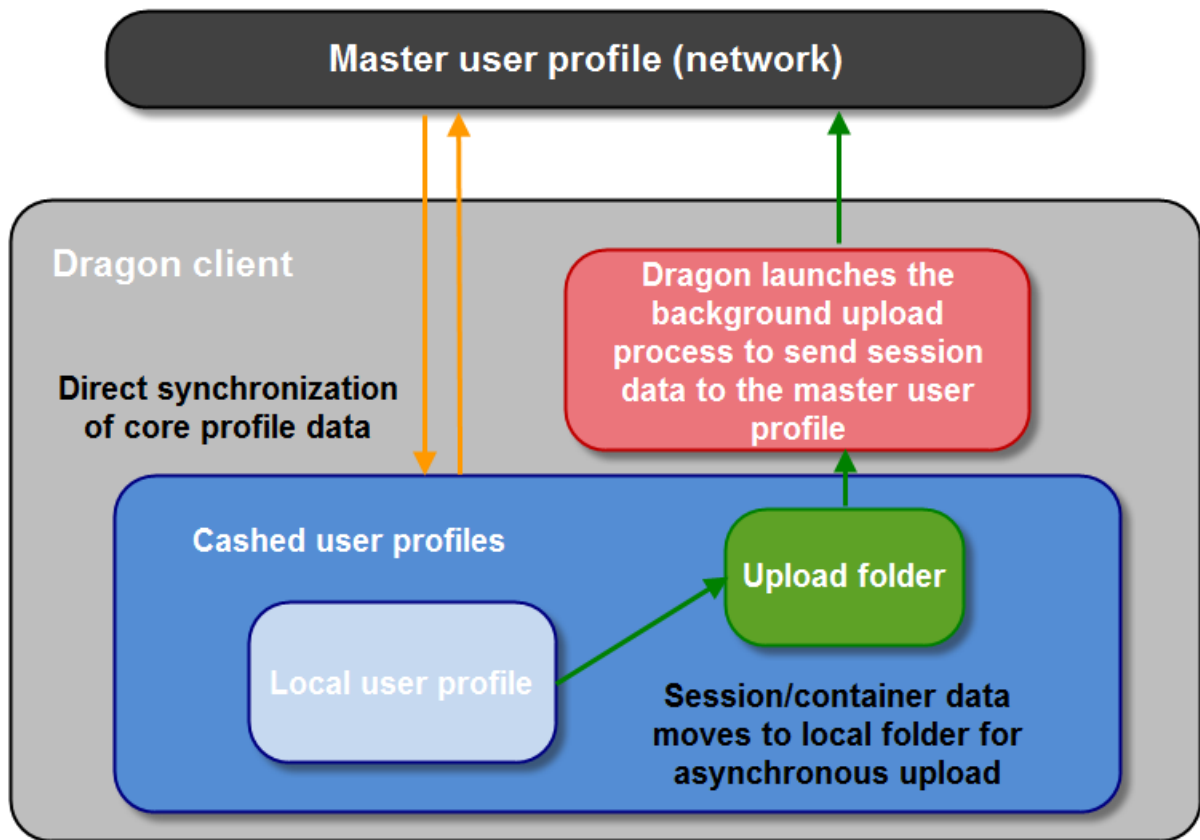 Master user profile (network)
Dragon client
Dragon launches the
background upload
process to send session
data to the master user
profile
Direct synchronization
of core profile data
Cashed user profiles
Upload folder
Local user profile
Session/container data
moves to local folder for
asynchronous upload